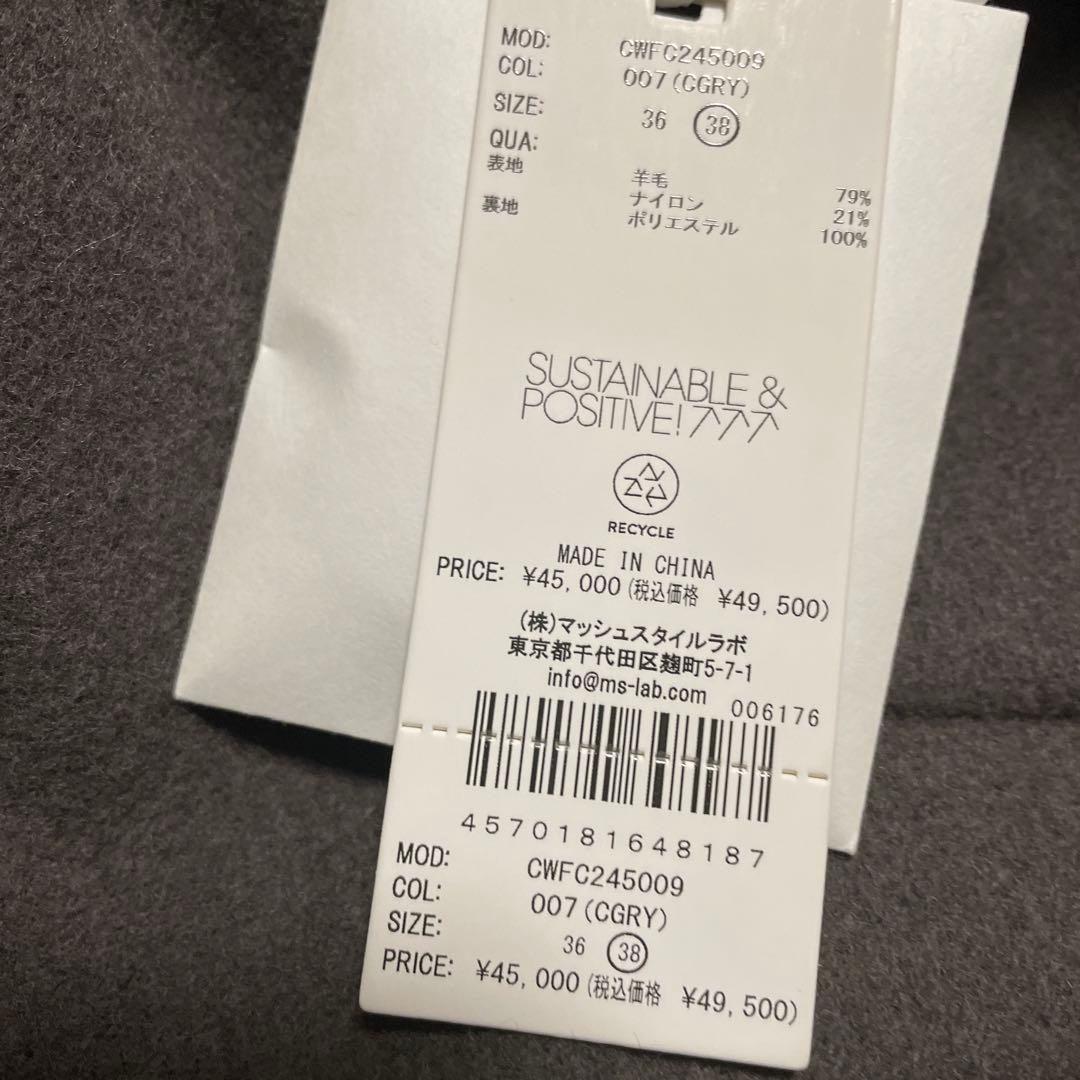 MOD: CWFC245009
COL: 007(CGRY)
SIZE: 36 38
QUA:
表地 羊毛 79%
ナイロン 21%
裏地 ポリエステル 100%
SUSTAINABLE &
POSITIVE!
RECYCLE
MADE IN CHINA
PRICE: ¥45,000(税込価格 ¥49,500)
(株)マッシュスタイルラボ
東京都千代田区麹町5-7-1
info@ms-lab.com
006176
4570181648187
MOD: CWFC245009
COL: 007(CGRY)
SIZE: 36 38
PRICE: ¥45,000(税込価格 ¥49,500)